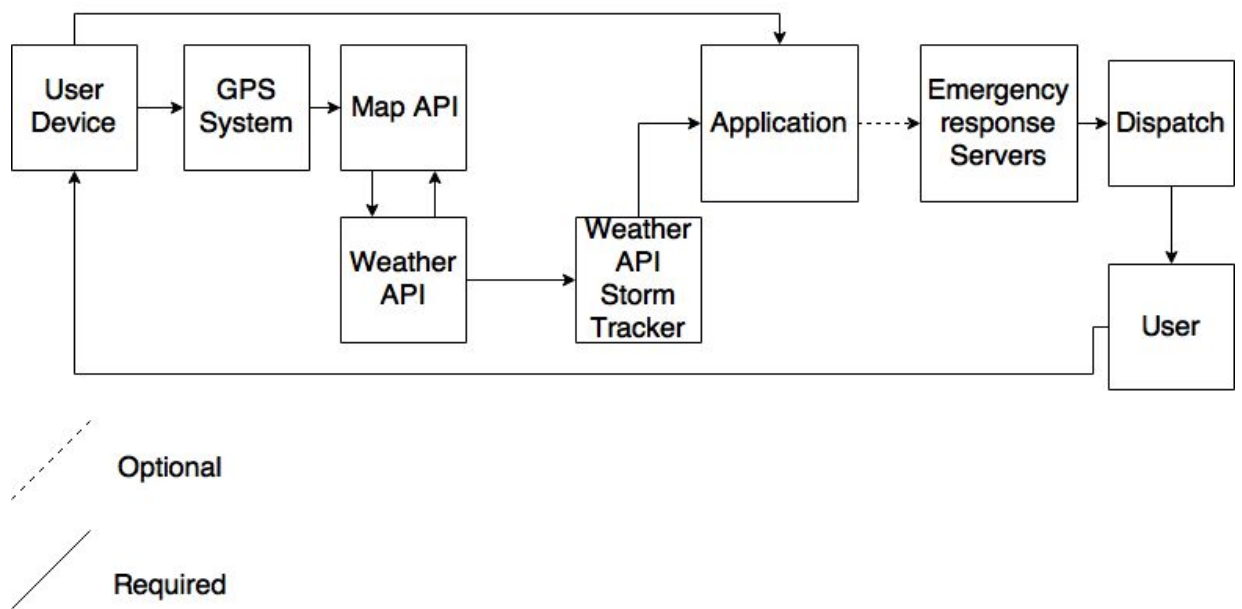 User
Device
GPS
System
Map API
Application
Emergency
response
Servers
Dispatch
Weather
API
Weather
API
Storm
Tracker
User
Optional
Required